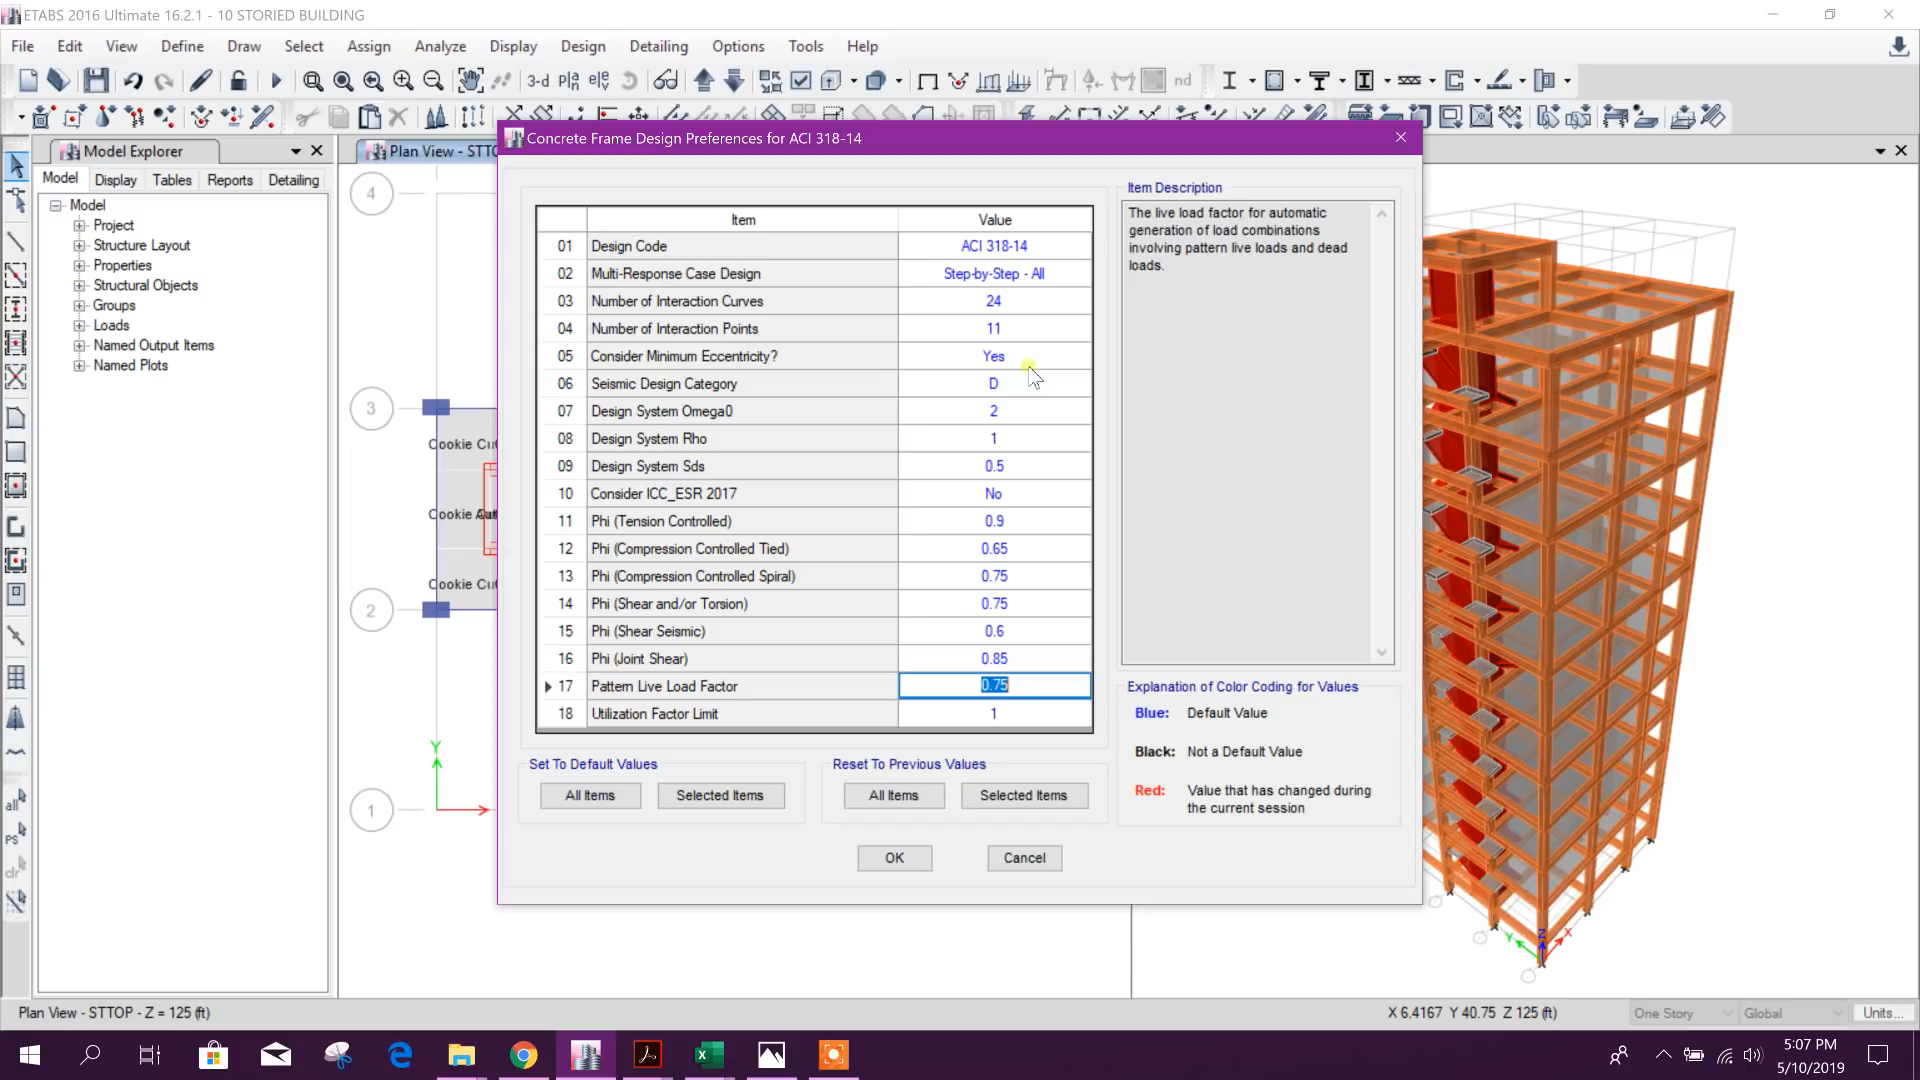 ETABS 2016 Ultimate 16.2.1 - 10 STORIED BUILDING
File Edit View Define Draw Select Assign Analyze Display Design Detailing Options Tools Help
3-d
nd
Model Explorer
Plan View - STTO
Model Display Tables Reports Detailing
Model
Project
Structure Layout
Properties
Structural Objects
Groups
Loads
Named Output Items
Named Plots
all
PS
clr
4
3
2
1
Cookie Cu
Cookie
Cookie Cu
Y
Concrete Frame Design Preferences for ACI 318-14
Item Value
01 Design Code ACI 318-14
02 Multi-Response Case Design Step-by-Step - All
03 Number of Interaction Curves 24
04 Number of Interaction Points 11
05 Consider Minimum Eccentricity? Yes
06 Seismic Design Category D
07 Design System Omega0 2
08 Design System Rho 1
09 Design System Sds 0.5
10 Consider ICC_ESR 2017 No
11 Phi (Tension Controlled) 0.9
12 Phi (Compression Controlled Tied) 0.65
13 Phi (Compression Controlled Spiral) 0.75
14 Phi (Shear and/or Torsion) 0.75
15 Phi (Shear Seismic) 0.6
16 Phi (Joint Shear) 0.85
17 Pattern Live Load Factor 0.75
18 Utilization Factor Limit 1
Set To Default Values
All Items Selected Items
Reset To Previous Values
All Items Selected Items
OK Cancel
Item Description
The live load factor for automatic
generation of load combinations
involving pattern live loads and dead
loads.
Explanation of Color Coding for Values
Blue: Default Value
Black: Not a Default Value
Red: Value that has changed during
the current session
Z
Y
X
Plan View - STTOP - Z = 125 (ft)
X 6.4167 Y 40.75 Z 125 (ft)
One Story Global Units...
5:07 PM
5/10/2019